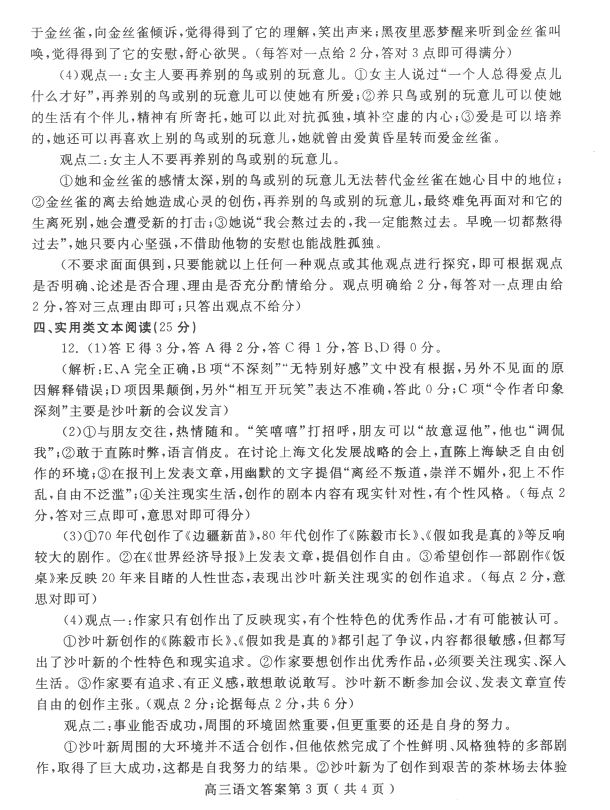 于金丝雀,向金丝雀倾诉,觉得得到了它的理解,笑出声来;黑夜里恶梦醒来听到金丝雀叫
唤,觉得得到了它的安慰,舒心欲哭。(每答对一点给2分,答对3点即可得满分)
(4)观点一:女主人要再养别的鸟或别的玩意儿。①女主人说过“一个人总得爱点儿
什么才好”,再养别的鸟或别的玩意儿可以使她有所爱;②养只鸟或别的玩意儿可以使她
的生活有个伴儿,精神有所寄托,她可以此对抗孤独,填补空虚的内心;③爱是可以培养
的,她还可以再喜欢上别的鸟或别的玩意儿,她就曾由爱黄昏星转而爱金丝雀。
观点二:女主人不要再养别的鸟或别的玩意儿。
①她和金丝雀的感情太深,别的鸟或别的玩意儿无法替代金丝雀在她心目中的地位;
②金丝雀的离去给她造成心灵的创伤,再养别的鸟或别的玩意儿,最终难免再面对和它的
生离死别,她会遭受新的打击;③她说“我会熬过去的,我一定能熬过去。早晚一切都熬得
过去”,她只要内心坚强,不借助他物的安慰也能战胜孤独。
(不要求面面俱到,只要能就以上任何一种观点或其他观点进行探究,即可根据观点
是否明确、论述是否合理、理由是否充分酌情给分。观点明确给2分,每答对一点理由给
2分,答对三点理由即可;只答出观点不给分)
四、实用类文本阅读(25分)
12.(1)答E得3分,答A得2分,答C得1分,答B、D得0分。
(解析:E、A完全正确,B项“不深刻”“无特别好感”文中没有根据,另外不见面的原
因解释错误;D项因果颠倒,另外“相互开玩笑”表达不准确,答此0分;C项“令作者印象
深刻”主要是沙叶新的会议发言)
(2)①与朋友交往,热情随和。“笑嘻嘻”打招呼,朋友可以“故意逗他”,他也“调侃
我”;②敢于直陈时弊,语言俏皮。在讨论上海文化发展战略的会上,直陈上海缺乏自由创
作的环境;③在报刊上发表文章,用幽默的文字提倡“离经不叛道,崇洋不媚外,犯上不作
乱,自由不泛滥”;④关注现实生活,创作的剧本内容有现实针对性,有个性风格。(每点2
分,答对三点即可,意思对即可得分)
(3)①70年代创作了《边疆新苗》,80年代创作了《陈毅市长》、《假如我是真的》等反响
较大的剧作。②在《世界经济导报》上发表文章,提倡创作自由。③希望创作一部剧作《饭
桌》来反映20年来目睹的人性世态,表现出沙叶新关注现实的创作追求。(每点2分,意
思对即可)
(4)观点一:作家只有创作出了反映现实,有个性特色的优秀作品,才有可能被认可。
①沙叶新创作的《陈毅市长》、《假如我是真的》都引起了争议,内容都很敏感,但都写
出了沙叶新的个性特色和现实追求。②作家要想创作出优秀作品,必须要关注现实、深入
生活。③作家要有追求、有正义感,敢想敢说敢写。沙叶新不断参加会议、发表文章宣传
自由的创作主张。(观点2分;论据每点2分,共6分)
观点二:事业能否成功,周围的环境固然重要,但更重要的还是自身的努力。
①沙叶新周围的大环境并不适合创作,但他依然完成了个性鲜明、风格独特的多部剧
作,取得了巨大成功,这都是自我努力的结果。②沙叶新为了创作到艰苦的茶林场去体验
高三语文答案第3页(共4页)